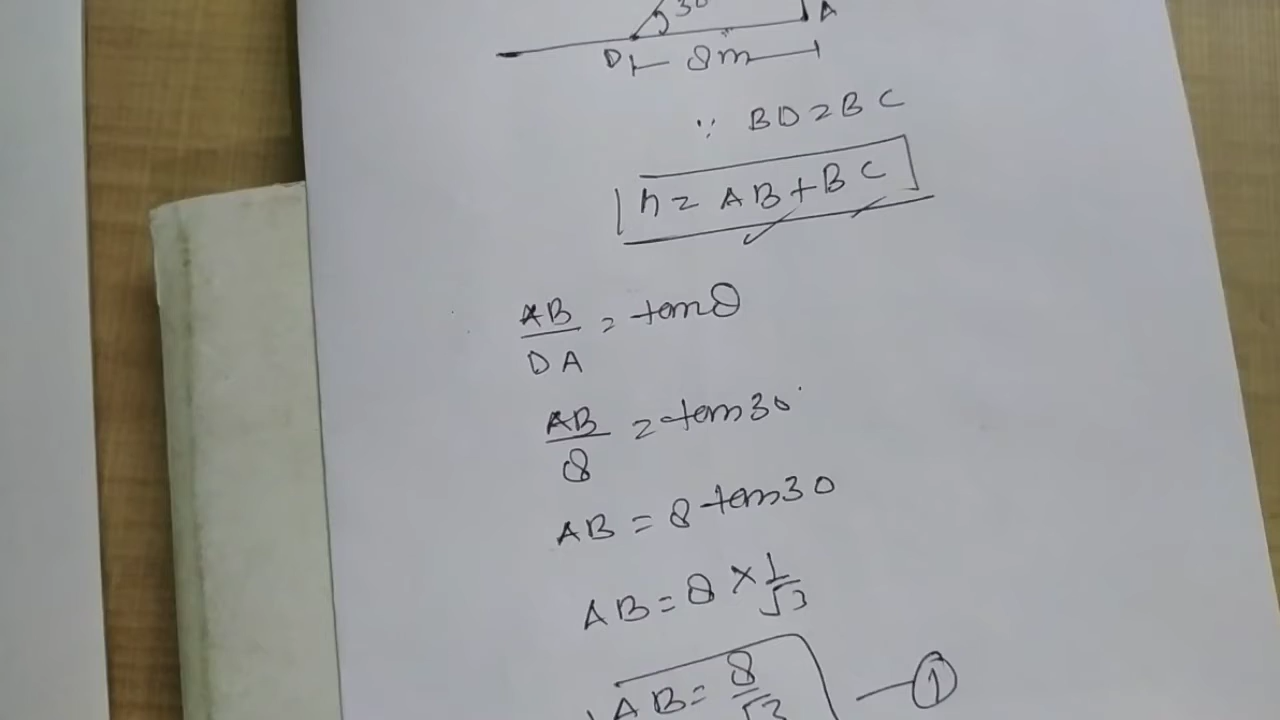 30 A
D 8m
∵ BD = BC
h = AB + BC
AB/DA = tanθ
AB/8 = tan30°
AB = 8 tan30
AB = 8 × 1/√3
AB = 8/√3 — ①